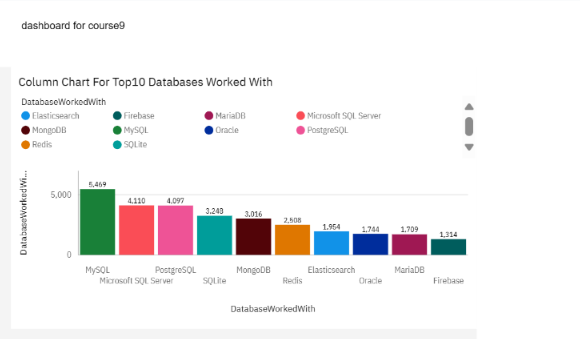 dashboard for course9
Column Chart For Top10 Databases Worked With
DatabaseWorkedWith
Elasticsearch Firebase MariaDB Microsoft SQL Server
MongoDB MySQL Oracle PostgreSQL
Redis SQLite
DatabaseWorkedWi...
5,000
0
5,469
4,110
4,097
3,248
3,016
2,508
1,954
1,744
1,709
1,314
MySQL
Microsoft SQL Server
PostgreSQL
SQLite
MongoDB
Redis
Elasticsearch
Oracle
MariaDB
Firebase
DatabaseWorkedWith